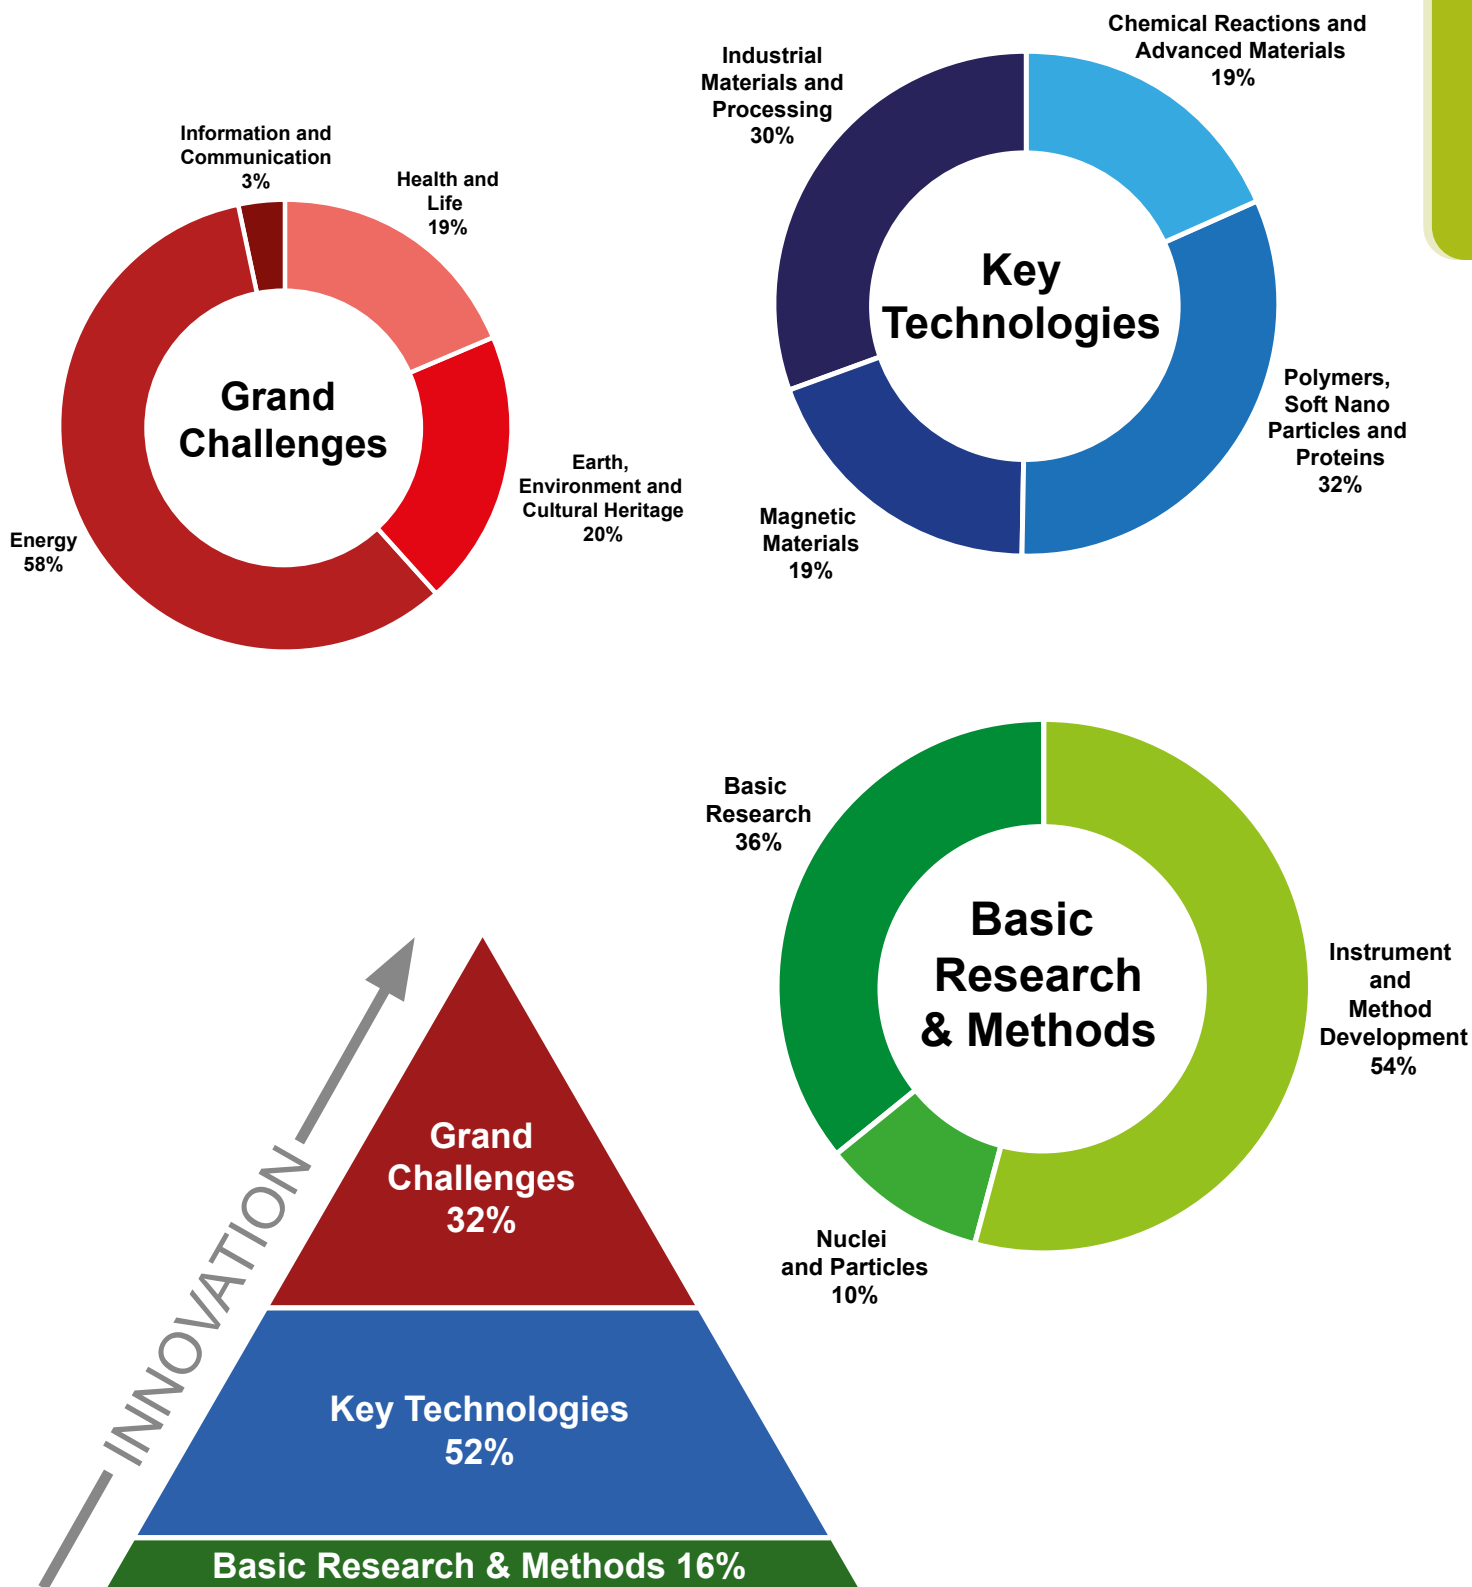 Chemical Reactions and
Advanced Materials
19%
Industrial
Materials and
Processing
30%
Key
Technologies
Polymers,
Soft Nano
Particles and
Proteins
32%
Magnetic
Materials
19%
Information and
Communication
3%
Health and
Life
19%
Grand
Challenges
Earth,
Environment and
Cultural Heritage
20%
Energy
58%
Basic
Research
36%
Basic
Research
& Methods
Instrument
and
Method
Development
54%
Nuclei
and Particles
10%
INNOVATION
Grand
Challenges
32%
Key Technologies
52%
Basic Research & Methods 16%